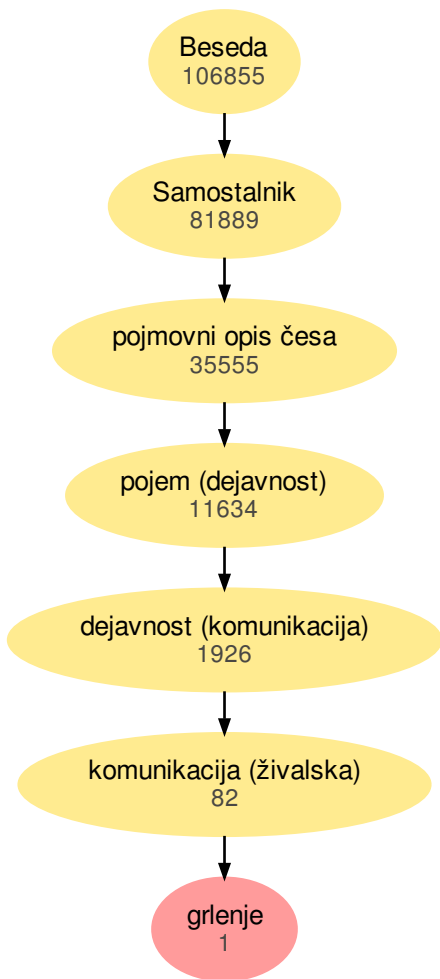 Beseda
106855
Samostalnik
81889
pojmovni opis česa
35555
pojem (dejavnost)
11634
dejavnost (komunikacija)
1926
komunikacija (živalska)
82
grlenje
1